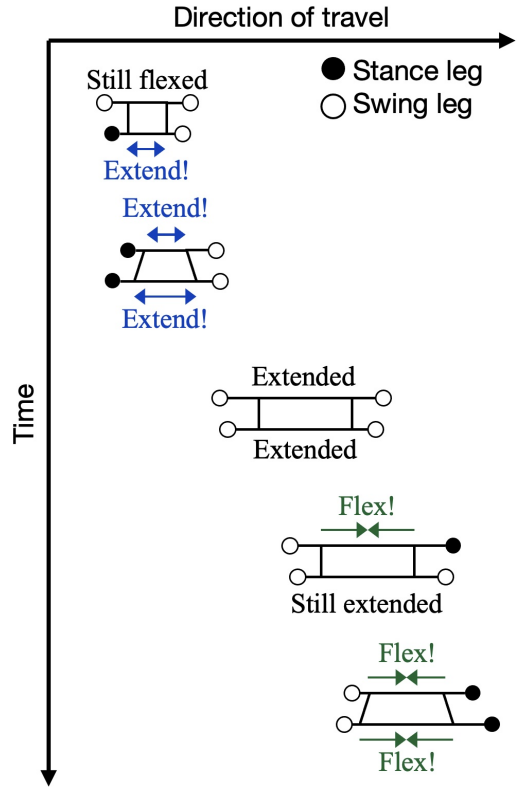 Direction of travel
Stance leg
Swing leg
Still flexed
Extend!
Extend!
Extend!
Time
Extended
Extended
Flex!
Still extended
Flex!
Flex!